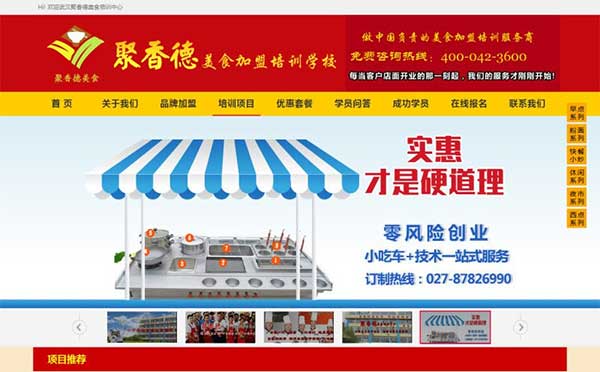 Hi! 欢迎武汉聚香德美食培训中心
聚香德美食
聚香德美食加盟培训学校
做中国负责的美食加盟培训服务商
免费咨询热线：400-042-3600
每当客户店面开业的那一刻起，我们的服务才刚刚开始!
首 页 关于我们 品牌加盟 培训项目 优惠套餐 学员问答 成功学员 在线报名 联系我们
早点系列
粉面系列
快餐小炒
休闲系列
夜市系列
西点系列
实惠
才是硬道理
零风险创业
小吃车+技术一站式服务
订制热线：027-87826990
实惠
才是硬道理
项目推荐